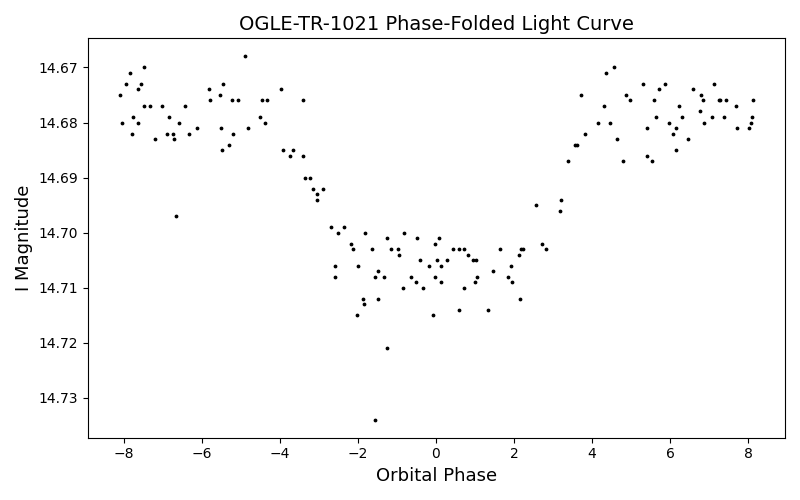 OGLE-TR-1021 Phase-Folded Light Curve
I Magnitude
14.67
14.68
14.69
14.70
14.71
14.72
14.73
−8 −6 −4 −2 0 2 4 6 8
Orbital Phase